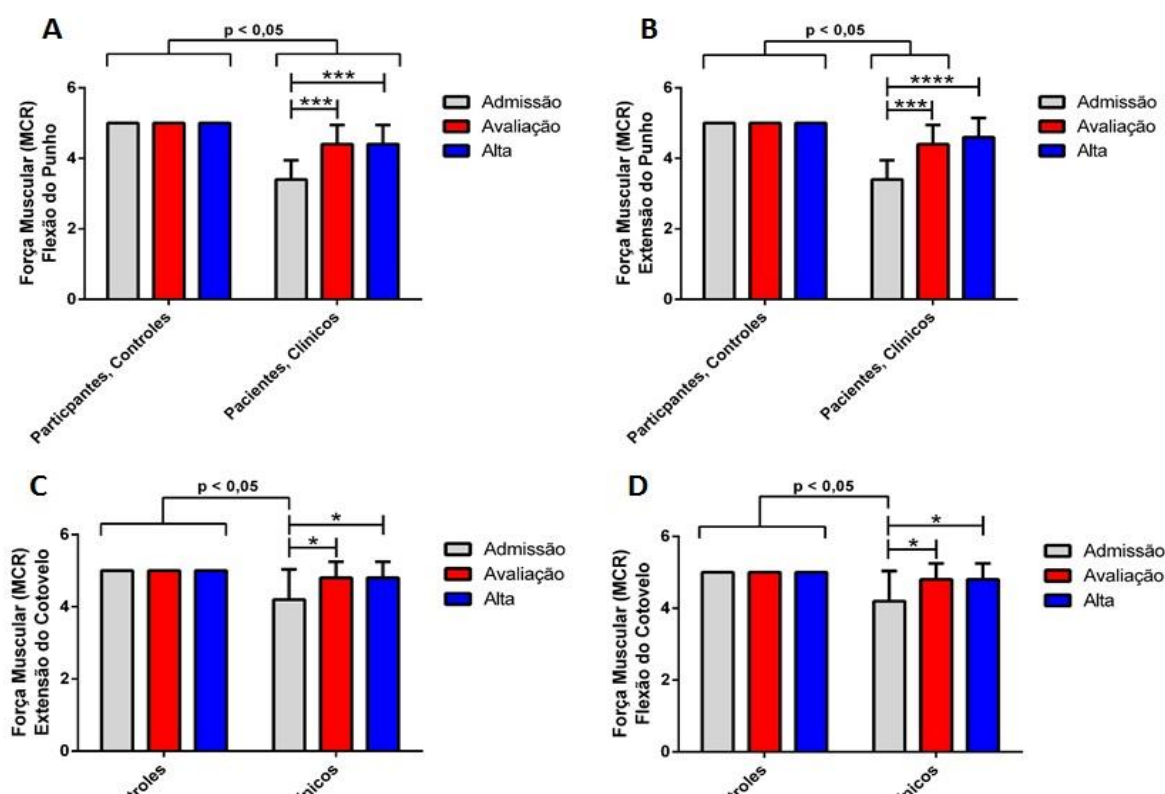 A
p < 0,05
***
***
6
4
2
0
Força Muscular (MCR)
Flexão do Punho
Admissão
Avaliação
Alta
Particpantes, Controles
Pacientes, Clínicos
B
p < 0,05
****
***
6
4
2
0
Força Muscular (MCR)
Extensão do Punho
Admissão
Avaliação
Alta
Particpantes, Controles
Pacientes, Clínicos
C
p < 0,05
*
*
6
4
2
0
Força Muscular (MCR)
Extensão do Cotovelo
Admissão
Avaliação
Alta
D
p < 0,05
*
*
6
4
2
0
Força Muscular (MCR)
Flexão do Cotovelo
Admissão
Avaliação
Alta